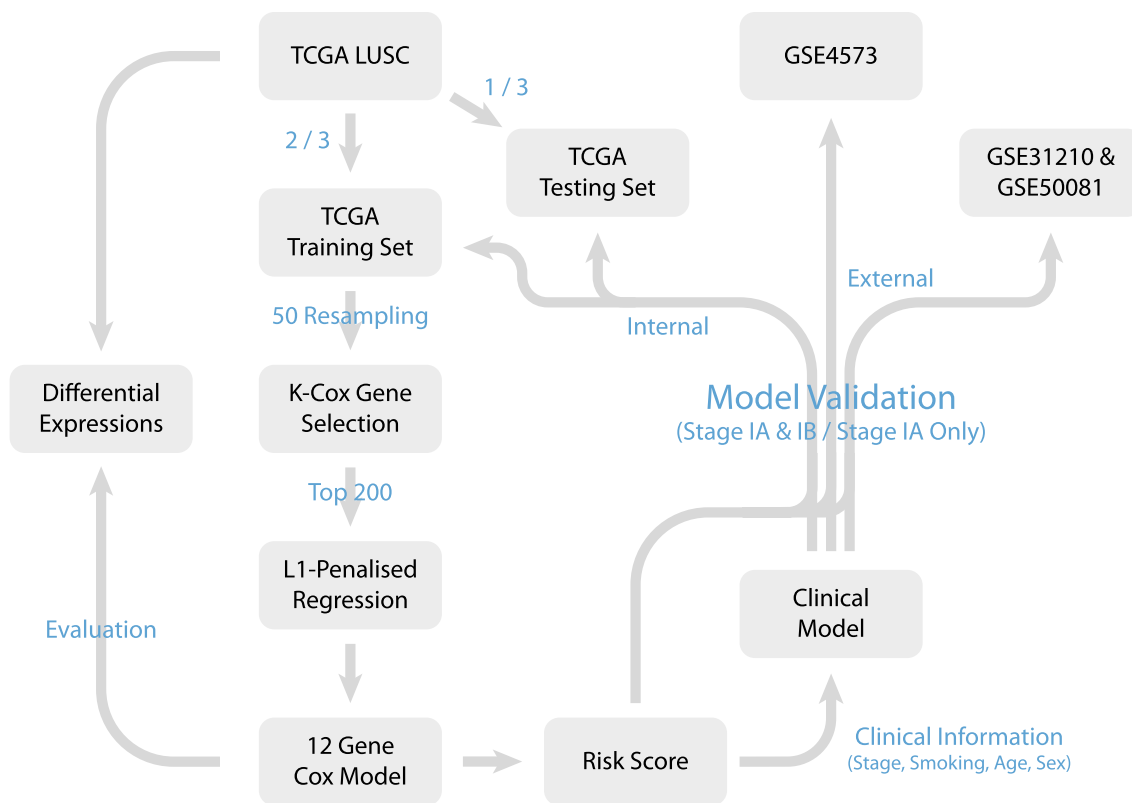 TCGA LUSC
GSE4573
1 / 3
2 / 3
TCGA
Testing Set
GSE31210 &
GSE50081
TCGA
Training Set
External
50 Resampling
Internal
Differential
Expressions
K-Cox Gene
Selection
Model Validation
(Stage IA & IB / Stage IA Only)
Top 200
L1-Penalised
Regression
Clinical
Model
Evaluation
12 Gene
Cox Model
Risk Score
Clinical Information
(Stage, Smoking, Age, Sex)